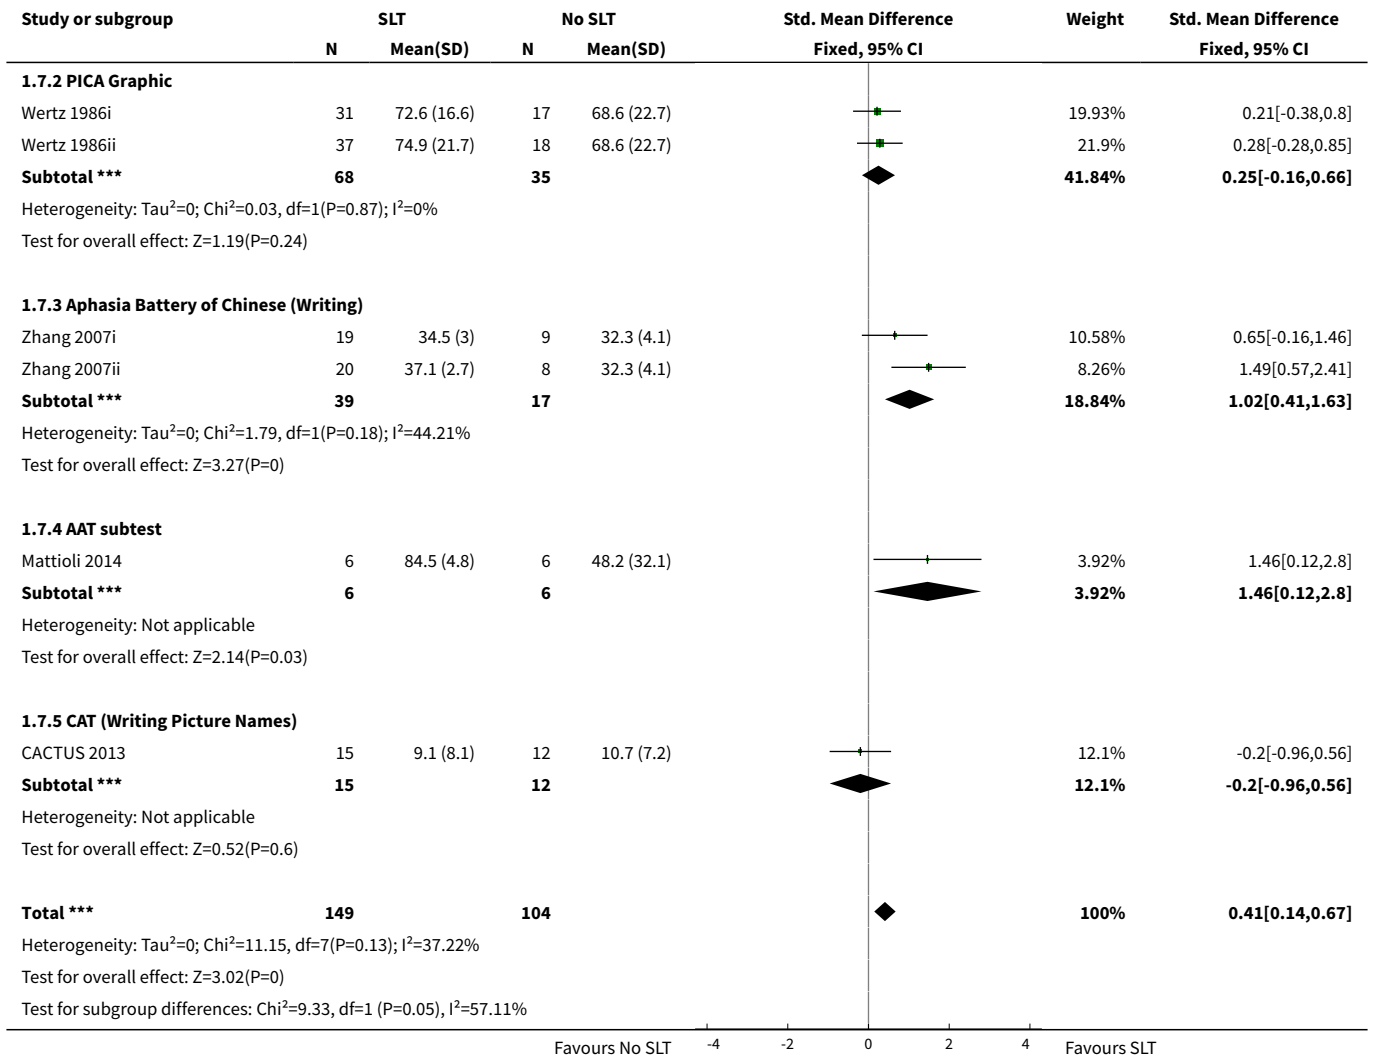 Study or subgroup SLT No SLT Std. Mean Difference Weight Std. Mean Difference
N Mean(SD) N Mean(SD) Fixed, 95% CI Fixed, 95% CI
1.7.2 PICA Graphic
Wertz 1986i 31 72.6 (16.6) 17 68.6 (22.7) 19.93% 0.21[-0.38,0.8]
Wertz 1986ii 37 74.9 (21.7) 18 68.6 (22.7) 21.9% 0.28[-0.28,0.85]
Subtotal *** 68 35 41.84% 0.25[-0.16,0.66]
Heterogeneity: Tau²=0; Chi²=0.03, df=1(P=0.87); I²=0%
Test for overall effect: Z=1.19(P=0.24)
1.7.3 Aphasia Battery of Chinese (Writing)
Zhang 2007i 19 34.5 (3) 9 32.3 (4.1) 10.58% 0.65[-0.16,1.46]
Zhang 2007ii 20 37.1 (2.7) 8 32.3 (4.1) 8.26% 1.49[0.57,2.41]
Subtotal *** 39 17 18.84% 1.02[0.41,1.63]
Heterogeneity: Tau²=0; Chi²=1.79, df=1(P=0.18); I²=44.21%
Test for overall effect: Z=3.27(P=0)
1.7.4 AAT subtest
Mattioli 2014 6 84.5 (4.8) 6 48.2 (32.1) 3.92% 1.46[0.12,2.8]
Subtotal *** 6 6 3.92% 1.46[0.12,2.8]
Heterogeneity: Not applicable
Test for overall effect: Z=2.14(P=0.03)
1.7.5 CAT (Writing Picture Names)
CACTUS 2013 15 9.1 (8.1) 12 10.7 (7.2) 12.1% -0.2[-0.96,0.56]
Subtotal *** 15 12 12.1% -0.2[-0.96,0.56]
Heterogeneity: Not applicable
Test for overall effect: Z=0.52(P=0.6)
Total *** 149 104 100% 0.41[0.14,0.67]
Heterogeneity: Tau²=0; Chi²=11.15, df=7(P=0.13); I²=37.22%
Test for overall effect: Z=3.02(P=0)
Test for subgroup differences: Chi²=9.33, df=1 (P=0.05), I²=57.11%
Favours No SLT -4 -2 0 2 4 Favours SLT